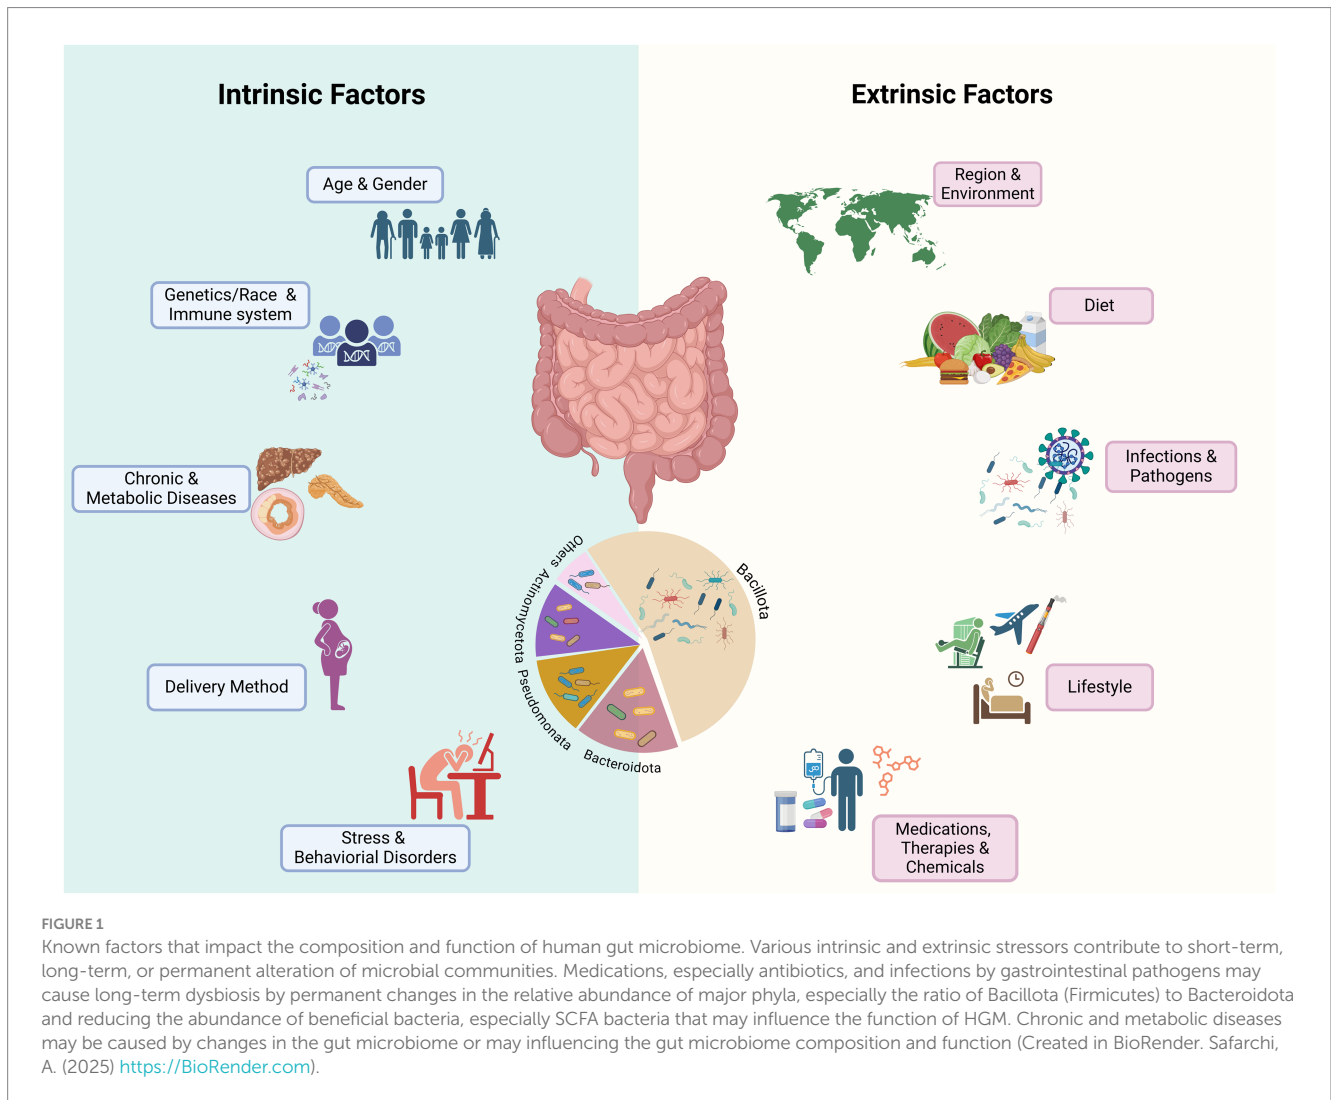 Intrinsic Factors
Age & Gender
Genetics/Race &
Immune system
Chronic &
Metabolic Diseases
Delivery Method
Stress &
Behaviorial Disorders
Extrinsic Factors
Region &
Environment
Diet
Infections &
Pathogens
Lifestyle
Medications,
Therapies &
Chemicals
Others
Actinomycetota
Pseudomonata
Bacteroidota
Bacillota
FIGURE 1
Known factors that impact the composition and function of human gut microbiome. Various intrinsic and extrinsic stressors contribute to short-term,
long-term, or permanent alteration of microbial communities. Medications, especially antibiotics, and infections by gastrointestinal pathogens may
cause long-term dysbiosis by permanent changes in the relative abundance of major phyla, especially the ratio of Bacillota (Firmicutes) to Bacteroidota
and reducing the abundance of beneficial bacteria, especially SCFA bacteria that may influence the function of HGM. Chronic and metabolic diseases
may be caused by changes in the gut microbiome or may influencing the gut microbiome composition and function (Created in BioRender. Safarchi,
A. (2025) https://BioRender.com).